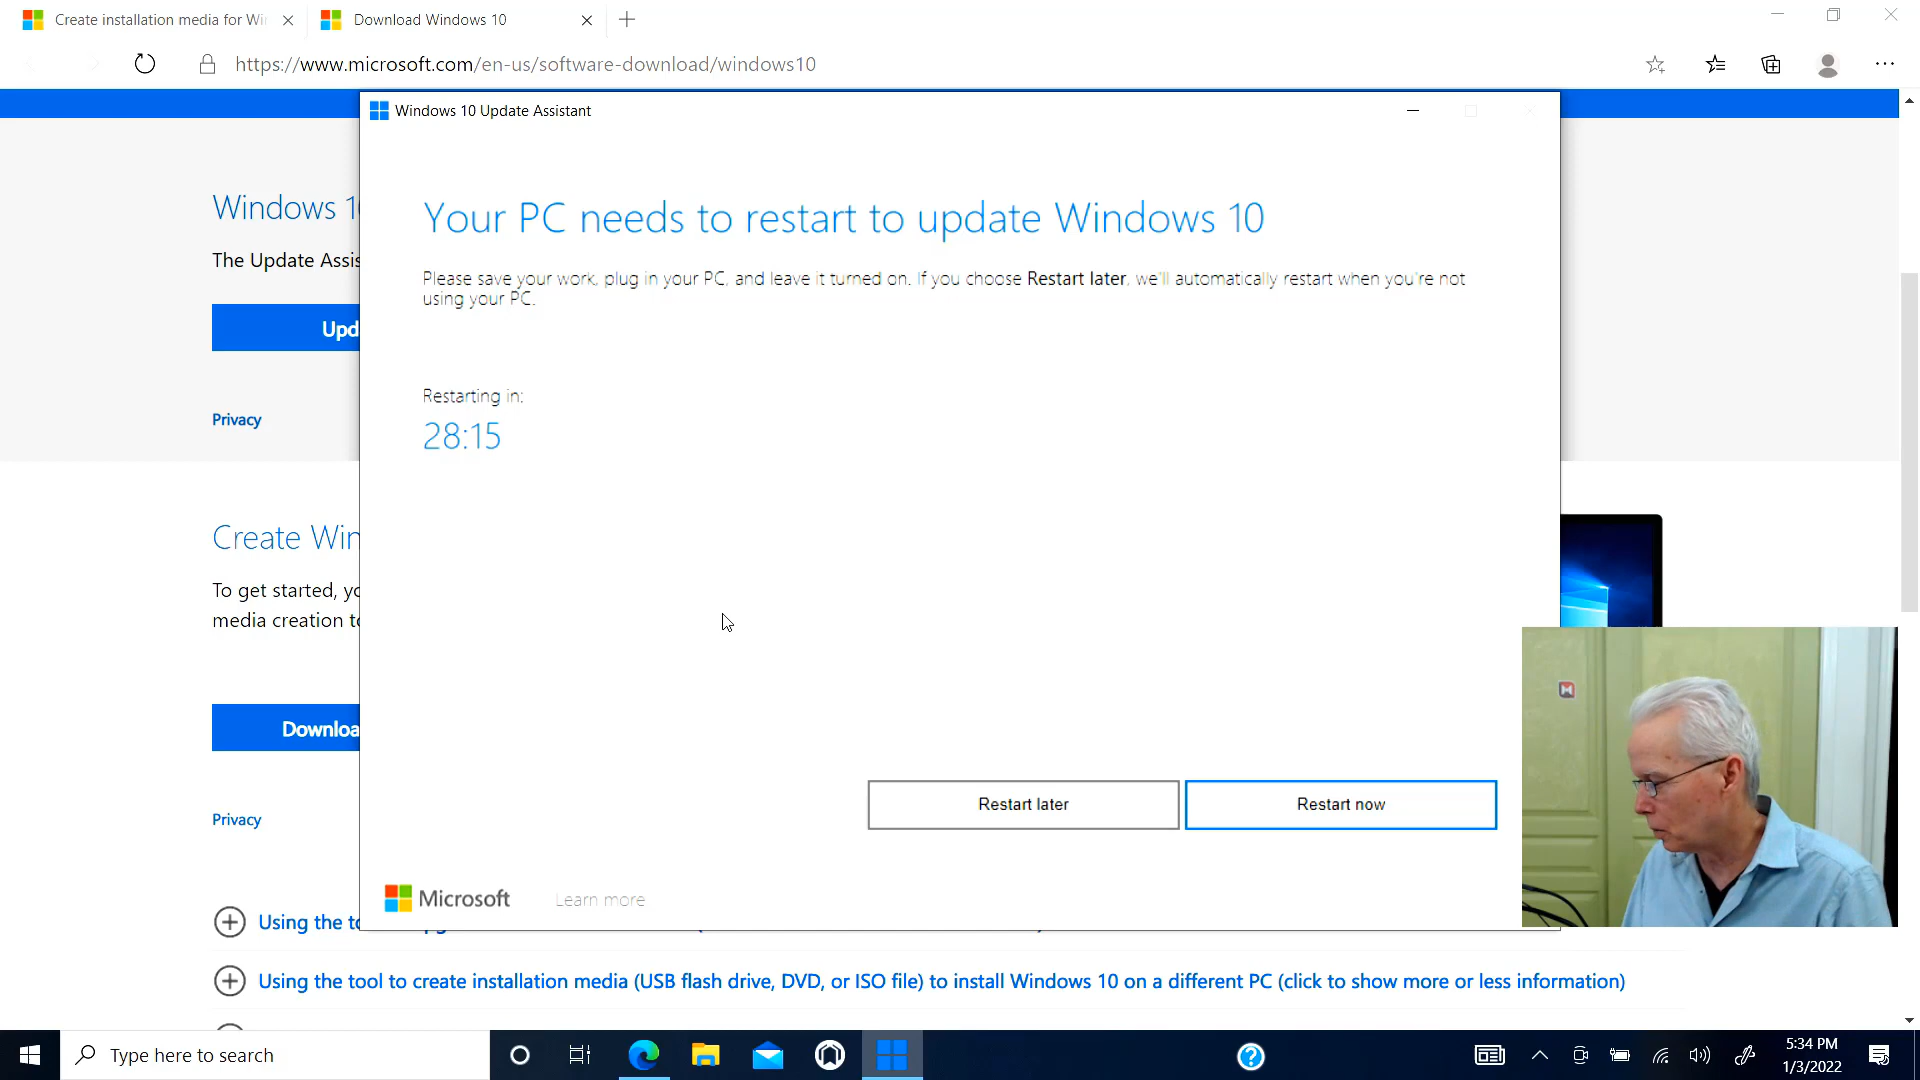 Create installation media for Wi
Download Windows 10
https://www.microsoft.com/en-us/software-download/windows10
Windows 10 Update Assistant
Windows 1
The Update Assis
Upd
Privacy
Your PC needs to restart to update Windows 10
Please save your work, plug in your PC, and leave it turned on. If you choose Restart later, we'll automatically restart when you're not
using your PC.
Restarting in:
28:15
Create Win
To get started, yo
media creation to
Downloa
Privacy
Restart later
Restart now
Microsoft
Learn more
Using the to
Using the tool to create installation media (USB flash drive, DVD, or ISO file) to install Windows 10 on a different PC (click to show more or less information)
Type here to search
5:34 PM
1/3/2022